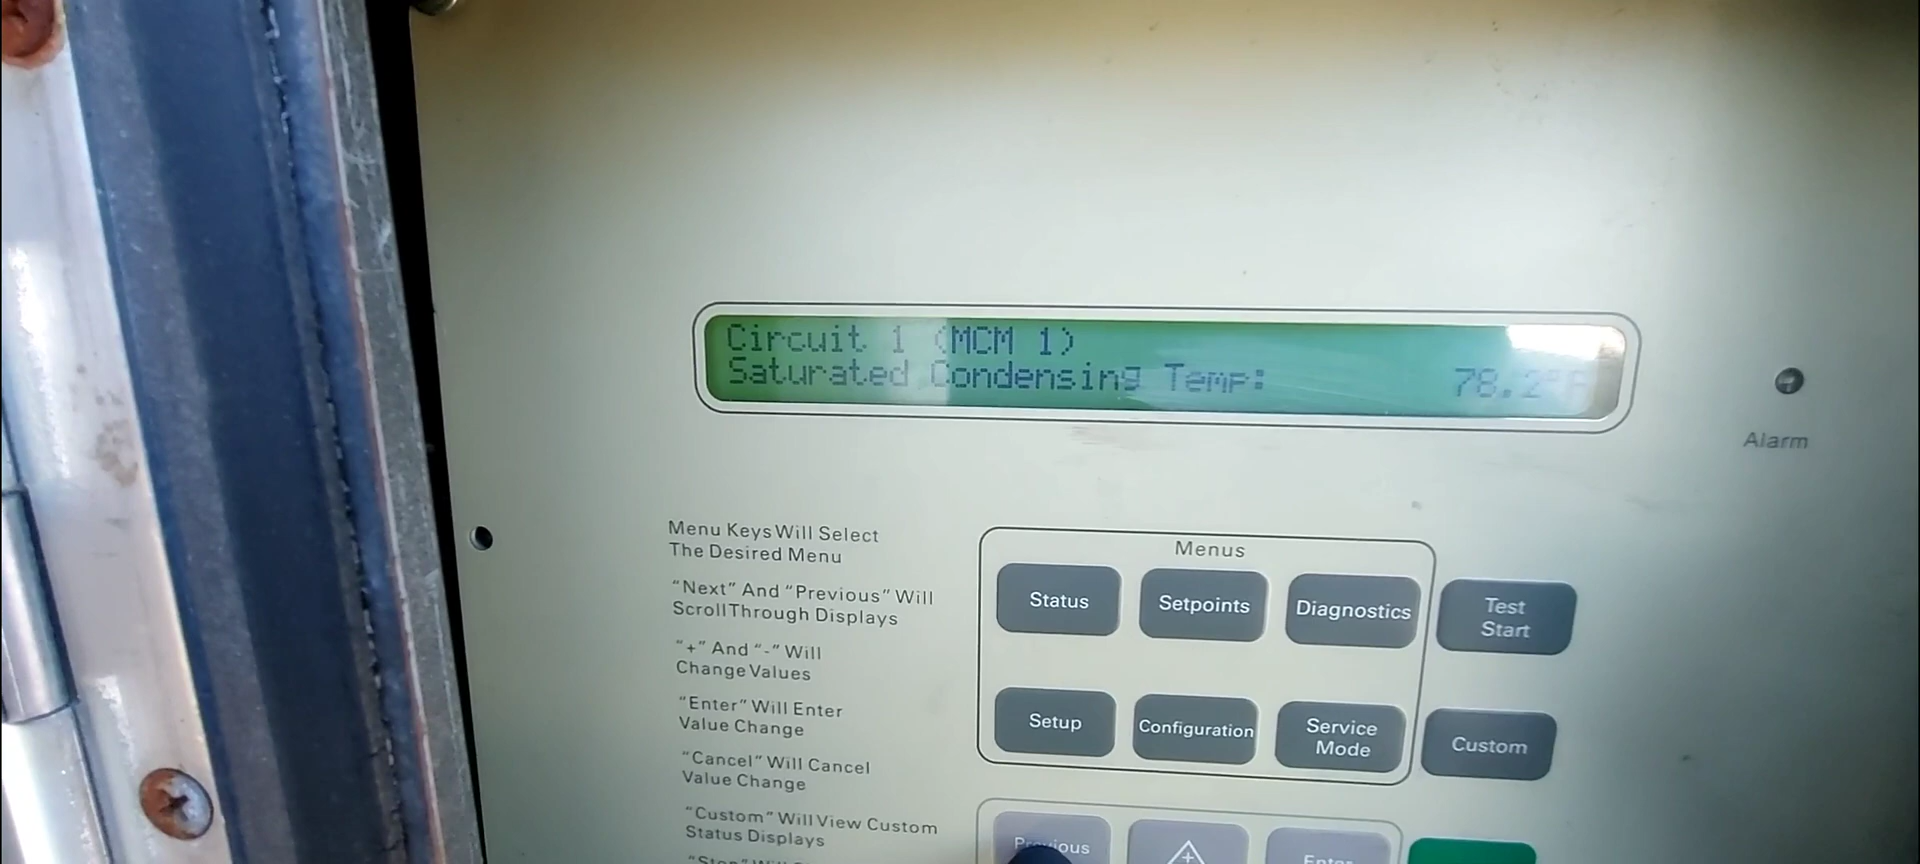 Circuit 1 (MCM 1)
Saturated Condensing Temp: 78.2°F
Alarm
Menu Keys Will Select
The Desired Menu
“Next” And “Previous” Will
Scroll Through Displays
“+” And “-” Will
Change Values
“Enter” Will Enter
Value Change
“Cancel” Will Cancel
Value Change
“Custom” Will View Custom
Status Displays
Menus
Status
Setpoints
Diagnostics
Test
Start
Setup
Configuration
Service
Mode
Custom
Previous
+
Enter